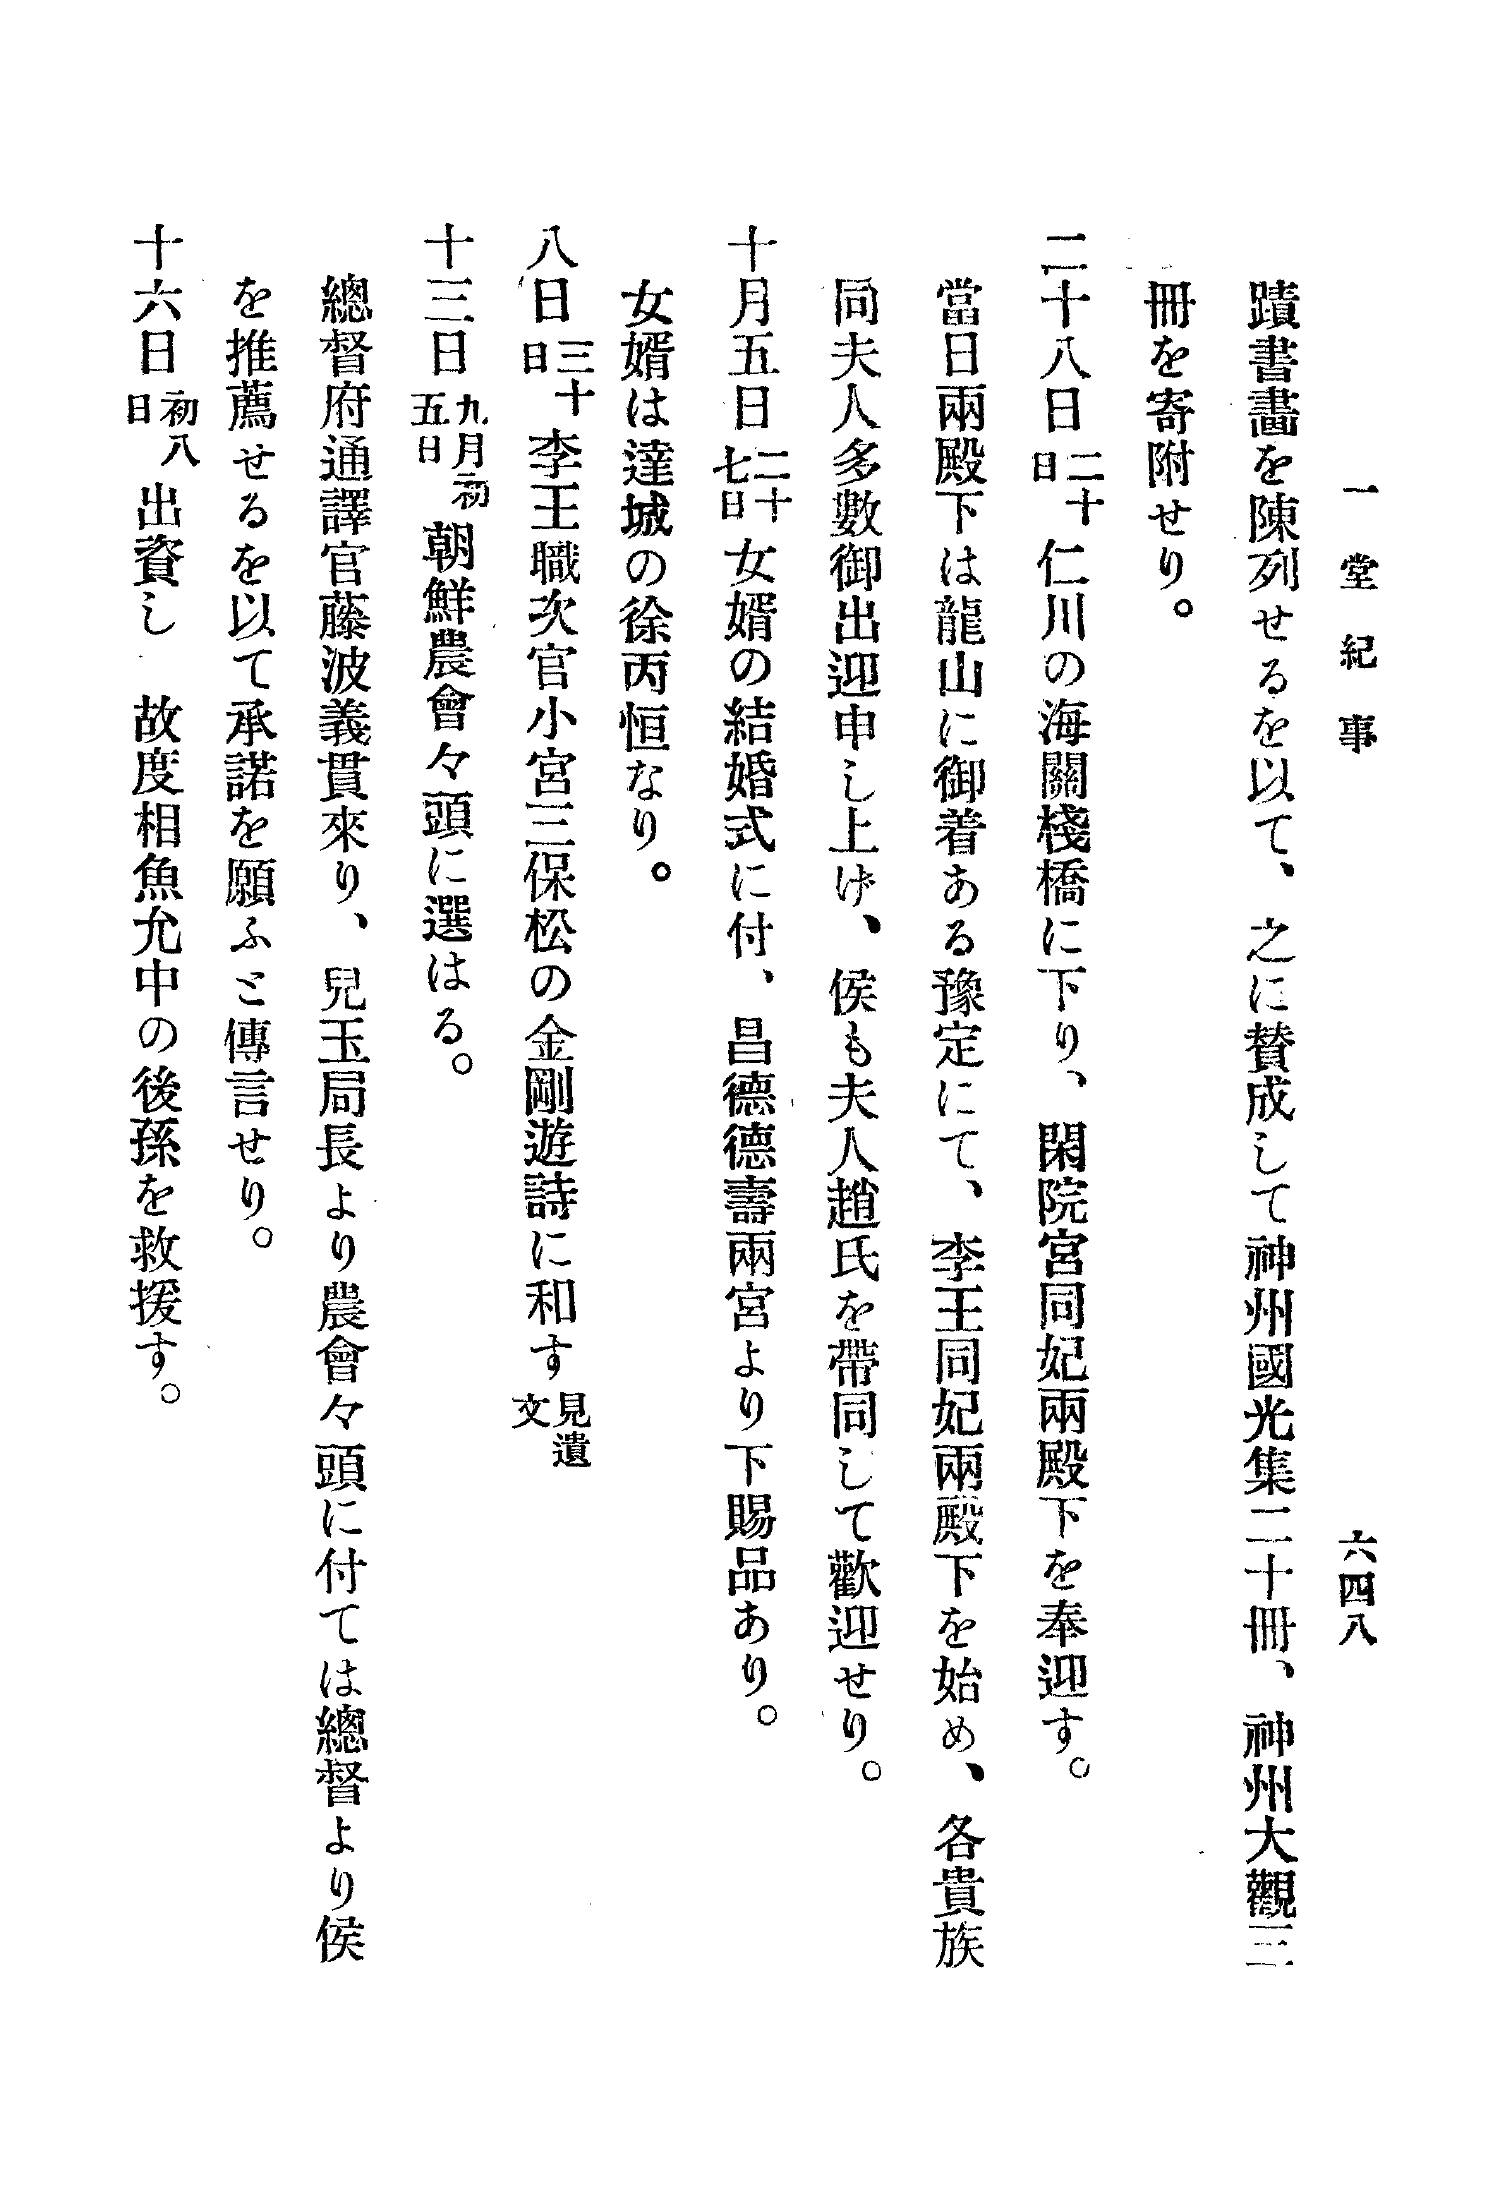 一堂紀事
六四八
蹟書畵を陳列せるを以て、之に贊成して神州國光集二十冊、神州大觀三
冊を寄附せり。
二十八日二十日仁川の海關棧橋に下り、閑院宮同妃兩殿下を奉迎す。
當日兩殿下は龍山に御着ある豫定にて、李王同妃兩殿下を始め、各貴族
同夫人多數御出迎申し上げ、侯も夫人趙氏を帶同して歡迎せり。
十月五日二十七日女婿の結婚式に付、昌德德壽兩宮より下賜品あり。
女婿は達城の徐丙恒なり。
八日三十日李王職次官小宮三保松の金剛遊詩に和す見遺文
十三日九月初五日朝鮮農會々頭に選はる。
總督府通譯官藤波義貫來り、兒玉局長より農會々頭に付ては總督より侯
を推薦せるを以て承諾を願ふと傳言せり。
十六日初八日出資し 故度相魚允中の後孫を救援す。